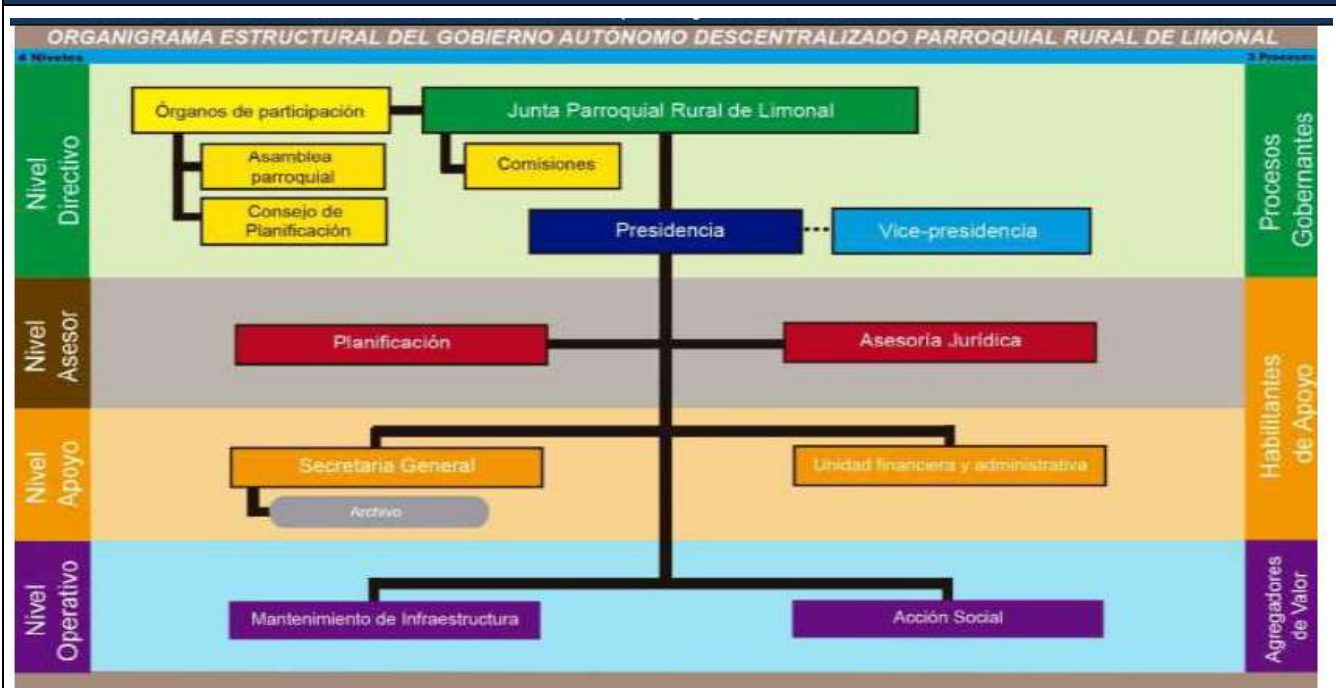 ORGANIGRAMA ESTRUCTURAL DEL GOBIERNO AUTÓNOMO DESCENTRALIZADO PARROQUIAL RURAL DE LIMONAL
4 Niveles
3 Procesos
Nivel
Directivo
Órganos de participación
Junta Parroquial Rural de Limonal
Asamblea
parroquial
Comisiones
Consejo de
Planificación
Presidencia
Vice-presidencia
Procesos
Gobernantes
Nivel
Asesor
Planificación
Asesoría Jurídica
Habilitantes
de Apoyo
Nivel
Apoyo
Secretaria General
Unidad financiera y administrativa
Archivo
Nivel
Operativo
Mantenimiento de Infraestructura
Acción Social
Agregadores
de Valor